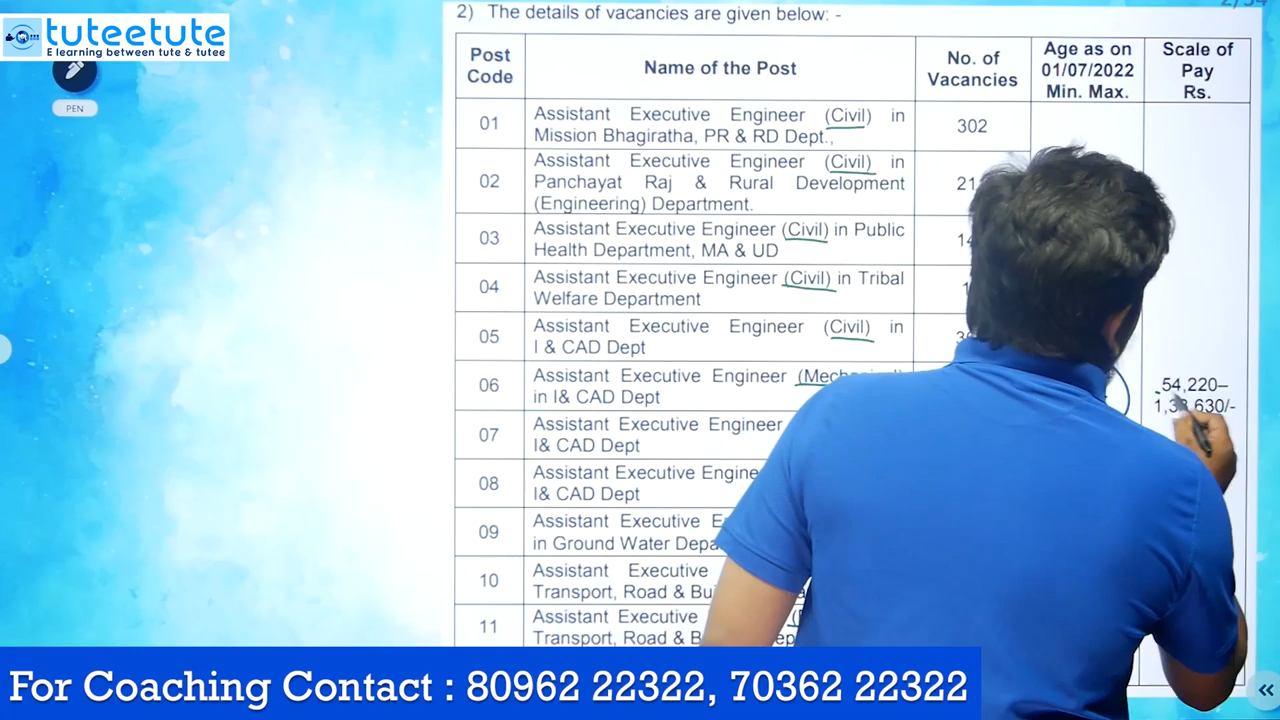 tuteetute
E learning between tute & tutee
PEN
2) The details of vacancies are given below: -
Post Code Name of the Post No. of Vacancies Age as on 01/07/2022 Min. Max. Scale of Pay Rs.
01 Assistant Executive Engineer (Civil) in 302
Mission Bhagiratha, PR & RD Dept.,
02 Assistant Executive Engineer (Civil) in
Panchayat Raj & Rural Development
(Engineering) Department.
03 Assistant Executive Engineer (Civil) in Public
Health Department, MA & UD
04 Assistant Executive Engineer (Civil) in Tribal
Welfare Department
05 Assistant Executive Engineer (Civil) in
I & CAD Dept
06 Assistant Executive Engineer 54,220–
in I& CAD Dept
07 Assistant Executive Engineer
I& CAD Dept
08 Assistant Executive
I& CAD Dept
09 Assistant Executive
in Ground Water
10 Assistant Executive
Transport, Road &
11 Assistant Executive
Transport, Road &
For Coaching Contact : 80962 22322, 70362 22322